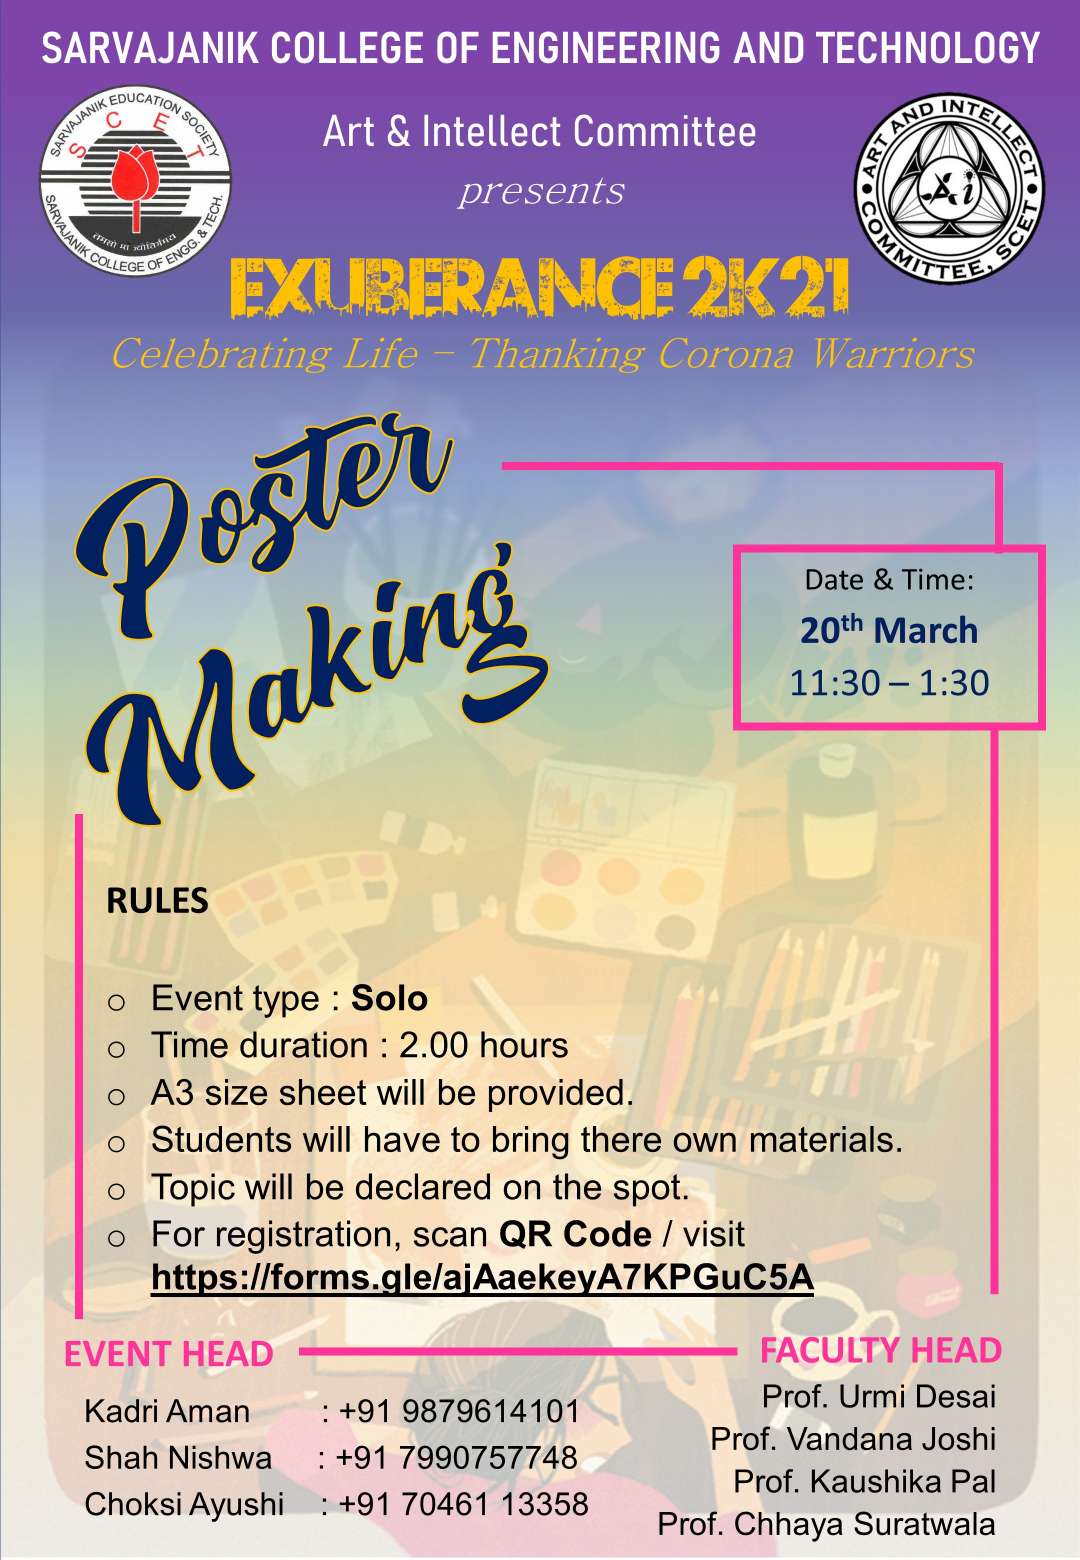 SARVAJANIK COLLEGE OF ENGINEERING AND TECHNOLOGY
SARVAJANIK EDUCATION SOCIETY
SCET
तमसो मा ज्योतिर्गमय
SARVAJANIK COLLEGE OF ENGG. & TECH.
Art & Intellect Committee
presents
ART AND INTELLECT
Ai
COMMITTEE, SCET
EXUBERANCE 2K21
Celebrating Life – Thanking Corona Warriors
Poster
Making
Date & Time:
20th March
11:30 – 1:30
RULES
o Event type : Solo
o Time duration : 2.00 hours
o A3 size sheet will be provided.
o Students will have to bring there own materials.
o Topic will be declared on the spot.
o For registration, scan QR Code / visit
https://forms.gle/ajAaekeyA7KPGuC5A
EVENT HEAD
Kadri Aman : +91 9879614101
Shah Nishwa : +91 7990757748
Choksi Ayushi : +91 70461 13358
FACULTY HEAD
Prof. Urmi Desai
Prof. Vandana Joshi
Prof. Kaushika Pal
Prof. Chhaya Suratwala